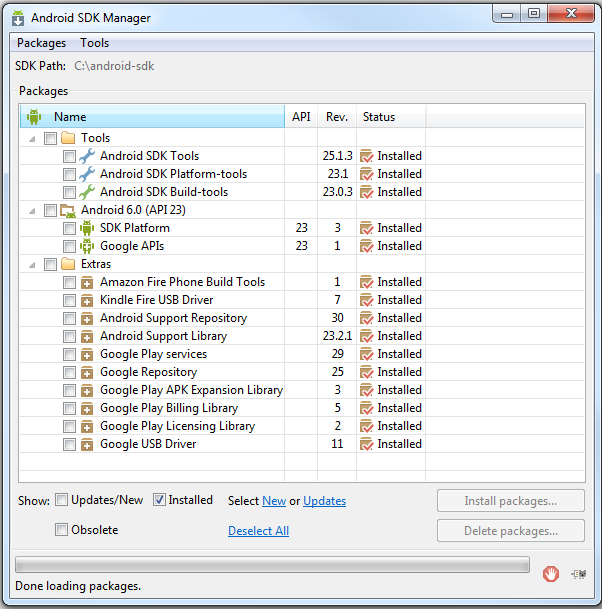 Android SDK Manager
Packages Tools
SDK Path: C:\android-sdk
Packages
Name API Rev. Status
Tools
Android SDK Tools 25.1.3 Installed
Android SDK Platform-tools 23.1 Installed
Android SDK Build-tools 23.0.3 Installed
Android 6.0 (API 23)
SDK Platform 23 3 Installed
Google APIs 23 1 Installed
Extras
Amazon Fire Phone Build Tools 1 Installed
Kindle Fire USB Driver 7 Installed
Android Support Repository 30 Installed
Android Support Library 23.2.1 Installed
Google Play services 29 Installed
Google Repository 25 Installed
Google Play APK Expansion Library 3 Installed
Google Play Billing Library 5 Installed
Google Play Licensing Library 2 Installed
Google USB Driver 11 Installed
Show: Updates/New Installed Select New or Updates Install packages...
Obsolete Deselect All Delete packages...
Done loading packages.